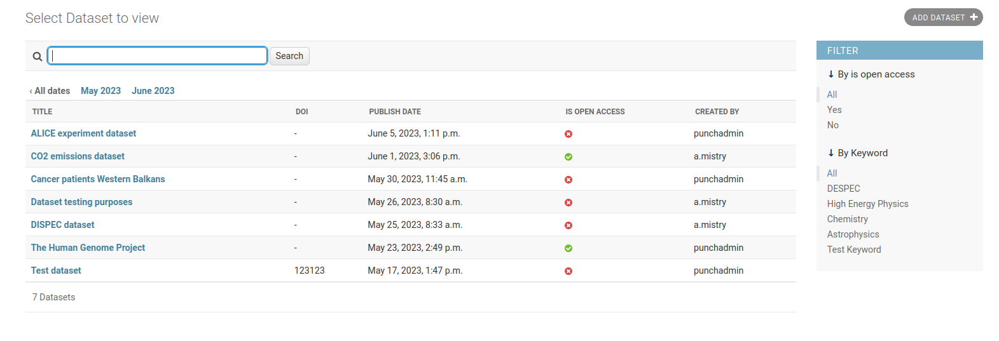 Select Dataset to view
ADD DATASET +
Search
‹ All dates May 2023 June 2023
TITLE DOI PUBLISH DATE IS OPEN ACCESS CREATED BY
ALICE experiment dataset - June 5, 2023, 1:11 p.m. punchadmin
CO2 emissions dataset - June 1, 2023, 3:06 p.m. a.mistry
Cancer patients Western Balkans - May 30, 2023, 11:45 a.m. punchadmin
Dataset testing purposes - May 26, 2023, 8:30 a.m. a.mistry
DISPEC dataset - May 25, 2023, 8:33 a.m. a.mistry
The Human Genome Project - May 23, 2023, 2:49 p.m. punchadmin
Test dataset 123123 May 17, 2023, 1:47 p.m. punchadmin
7 Datasets
FILTER
↓ By is open access
All
Yes
No
↓ By Keyword
All
DESPEC
High Energy Physics
Chemistry
Astrophysics
Test Keyword